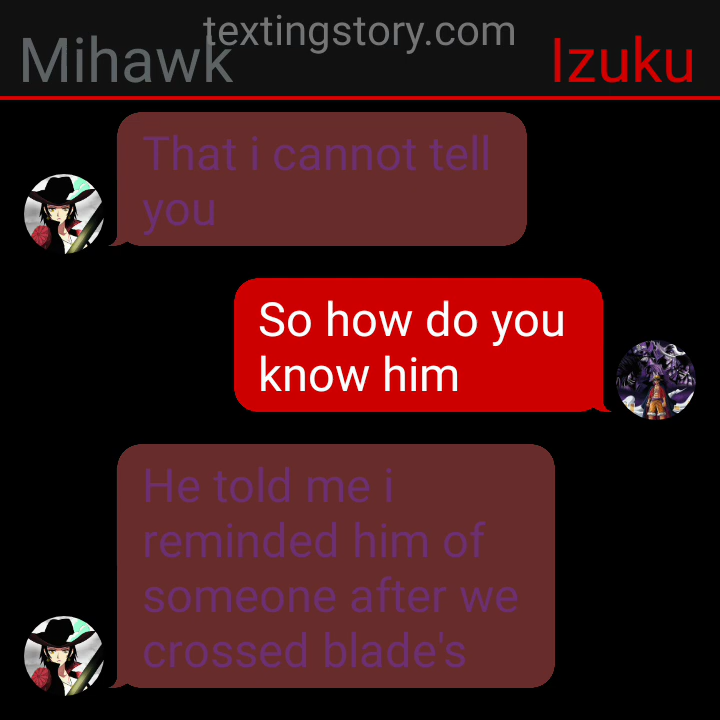 textingstory.com
Mihawk
Izuku
That i cannot tell
you
So how do you
know him
He told me i
reminded him of
someone after we
crossed blade's